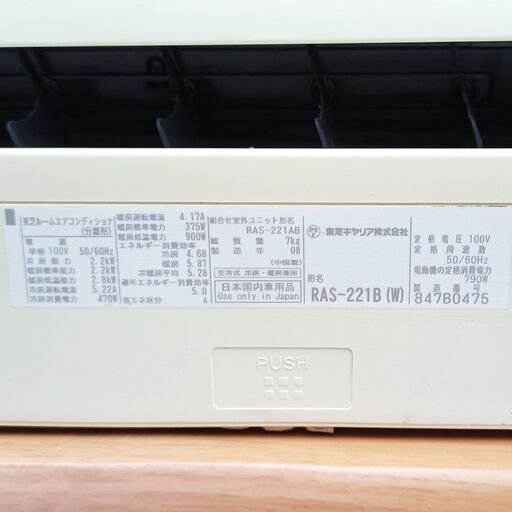 東芝ルームエアコンディショナ
(分離形)
電源
単相 100V 50/60Hz
冷房能力 2.2kW
暖房標準能力 2.2kW
暖房低温能力 2.8kW
冷房運転電流 5.22A
冷房消費電力 470W
暖房運転電流 4.17A
暖房標準電力 375W
暖房低温電力 900W
エネルギー消費効率
冷房 4.68
暖房 5.87
冷暖房平均 5.28
通年エネルギー消費効率
5.0
省エネ区分 A
組合せ室外ユニット形名
RAS-221AB
総質量 7kg
製造年 08
(中国製)
空冷式 冷房・暖房兼用
日本国内専用品
Use only in Japan
東芝キヤリア株式会社
形名
RAS-221B(W)
定格電圧 100V
定格周波数
50/60Hz
電動機の定格消費電力
790W
製造番号
847B0475
PUSH